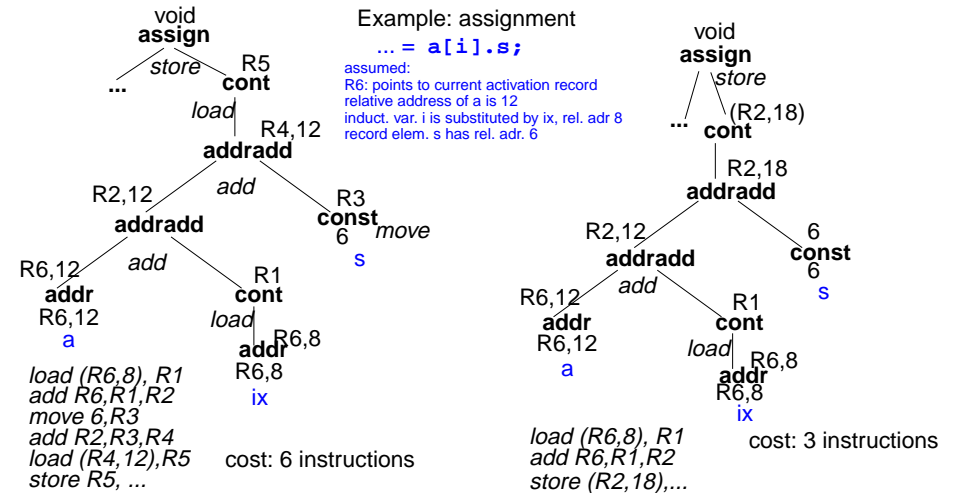 void
assign
store
...
R5
cont
load
R4,12
addradd
add
R2,12
addradd
R3
const
6
move
s
add
R6,12
addr
R6,12
a
R1
cont
load
R6,8
addr
R6,8
ix
load (R6,8), R1
add R6,R1,R2
move 6,R3
add R2,R3,R4
load (R4,12),R5
store R5, ...
cost: 6 instructions
Example: assignment
... = a[i].s;
assumed:
R6: points to current activation record
relative address of a is 12
induct. var. i is substituted by ix, rel. adr 8
record elem. s has rel. adr. 6
void
assign
store
...
(R2,18)
cont
R2,18
addradd
R2,12
addradd
add
6
const
6
s
R6,12
addr
R6,12
a
R1
cont
load
R6,8
addr
R6,8
ix
load (R6,8), R1
add R6,R1,R2
store (R2,18),...
cost: 3 instructions